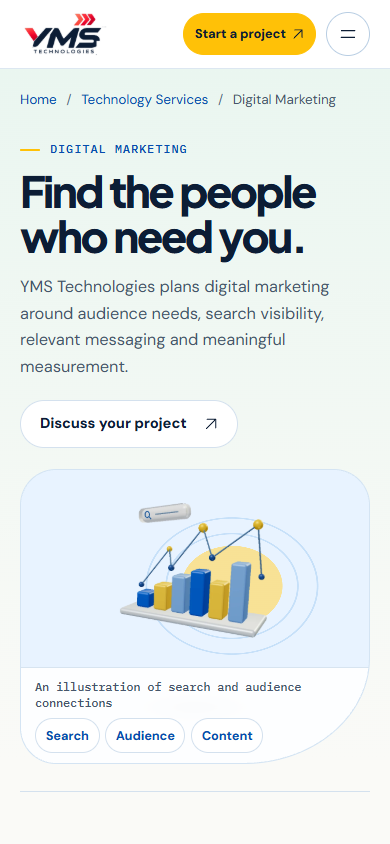 YMS
TECHNOLOGIES
Start a project
Home / Technology Services / Digital Marketing
DIGITAL MARKETING
Find the people
who need you.
YMS Technologies plans digital marketing
around audience needs, search visibility,
relevant messaging and meaningful
measurement.
Discuss your project
An illustration of search and audience
connections
Search Audience Content